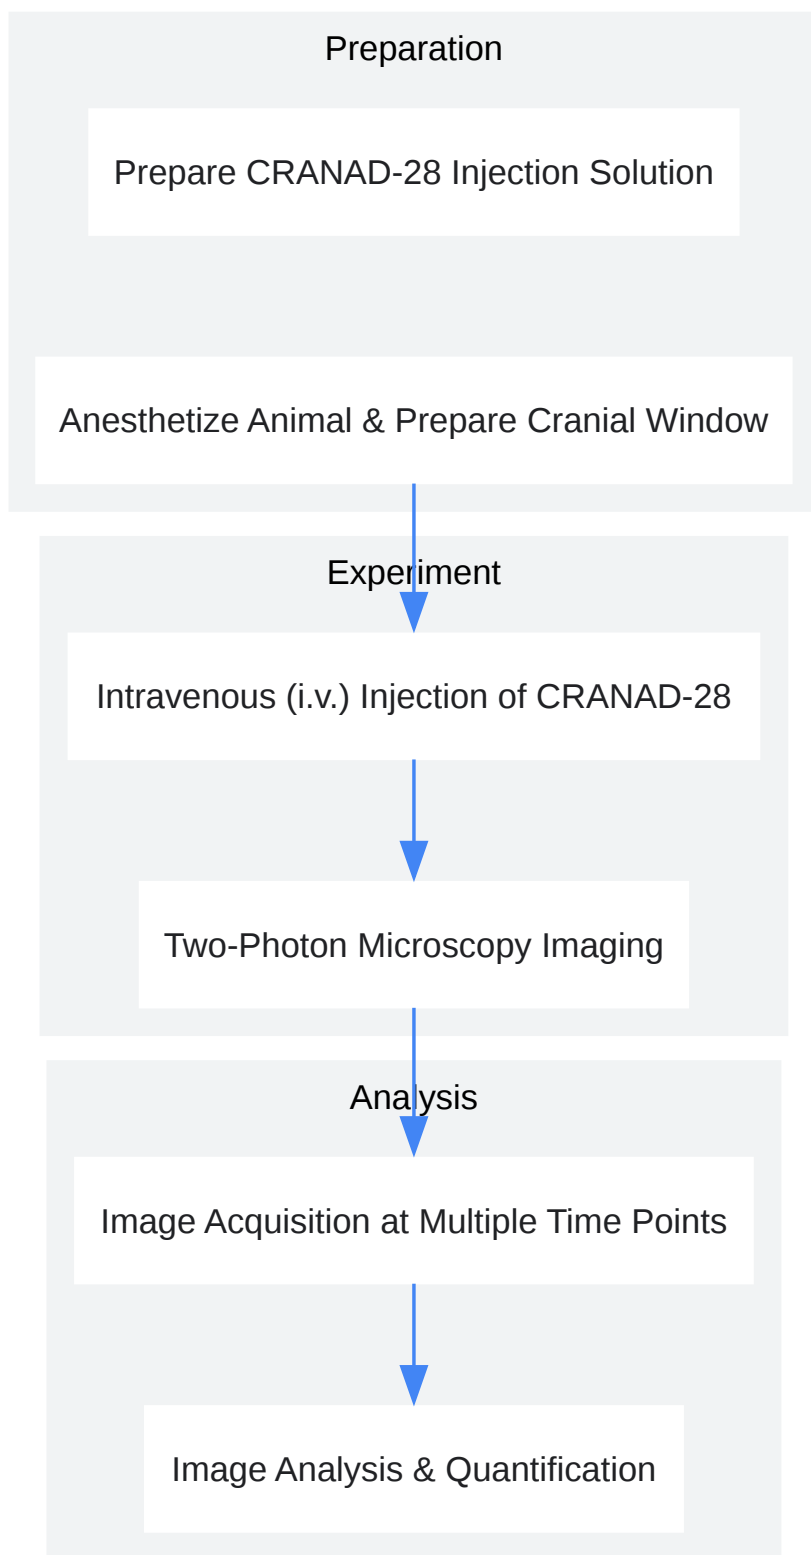 Preparation
Prepare CRANAD-28 Injection Solution
Anesthetize Animal & Prepare Cranial Window
Experiment
Intravenous (i.v.) Injection of CRANAD-28
Two-Photon Microscopy Imaging
Analysis
Image Acquisition at Multiple Time Points
Image Analysis & Quantification